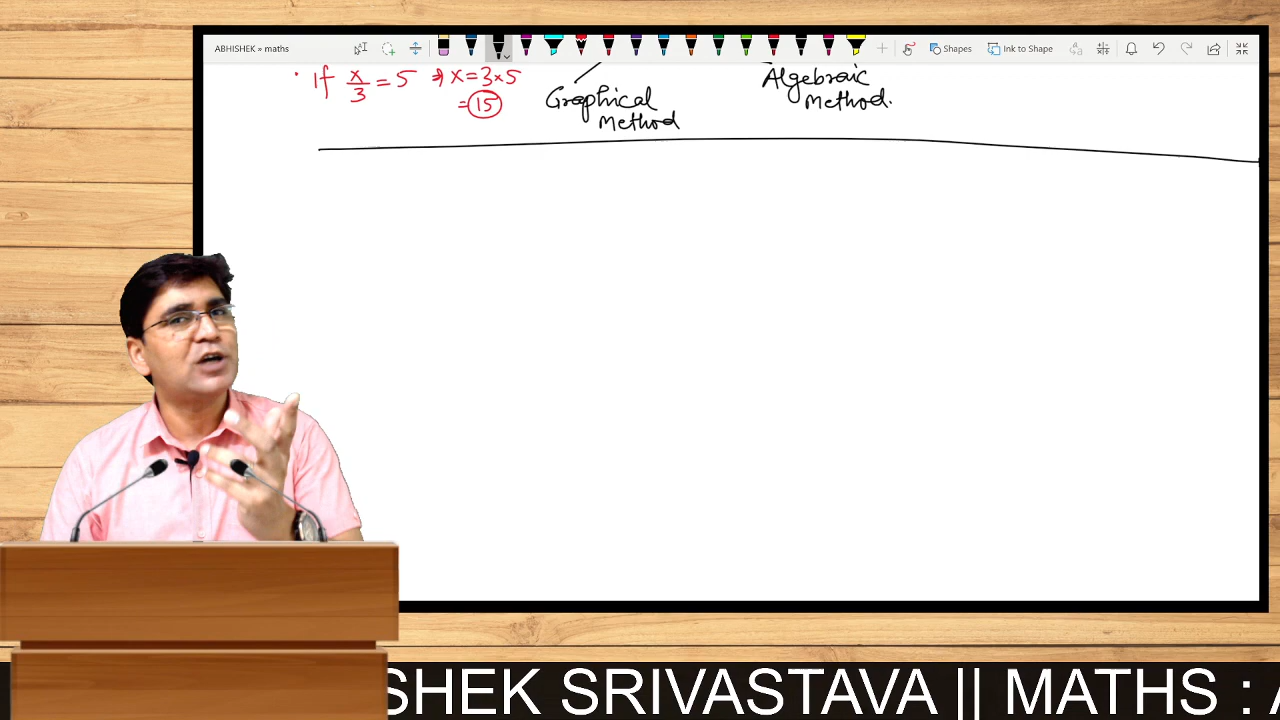 ABHISHEK » maths
Shapes
Ink to Shape
If x/3 = 5 ⇒ x = 3×5
= 15
Graphical
Method
Algebraic
Method.
SHEK SRIVASTAVA || MATHS :